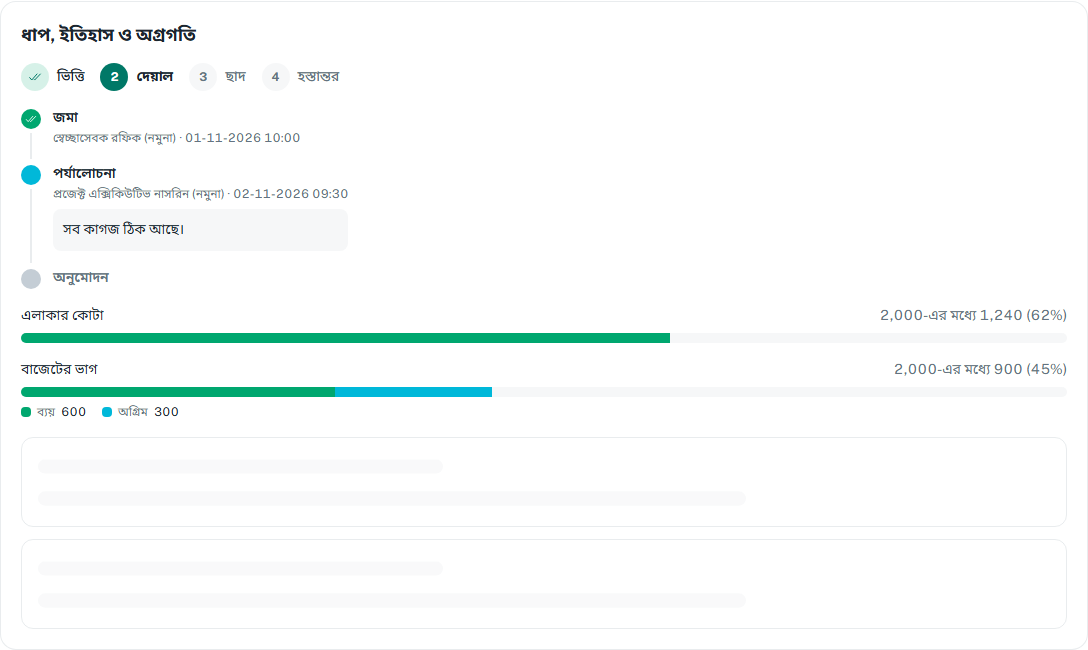 ধাপ, ইতিহাস ও অগ্রগতি
ভিত্তি 2 দেয়াল 3 ছাদ 4 হস্তান্তর
জমা
স্বেচ্ছাসেবক রফিক (নমুনা) · 01-11-2026 10:00
পর্যালোচনা
প্রজেক্ট এক্সিকিউটিভ নাসরিন (নমুনা) · 02-11-2026 09:30
সব কাগজ ঠিক আছে।
অনুমোদন
এলাকার কোটা 2,000-এর মধ্যে 1,240 (62%)
বাজেটের ভাগ 2,000-এর মধ্যে 900 (45%)
ব্যয় 600 অগ্রিম 300